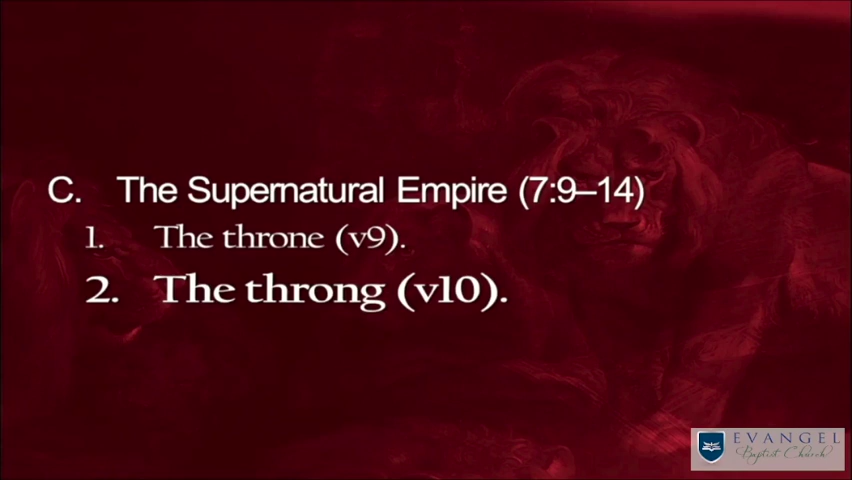 C. The Supernatural Empire (7:9–14)
1. The throne (v9).
2. The throng (v10).
EVANGEL
Baptist Church